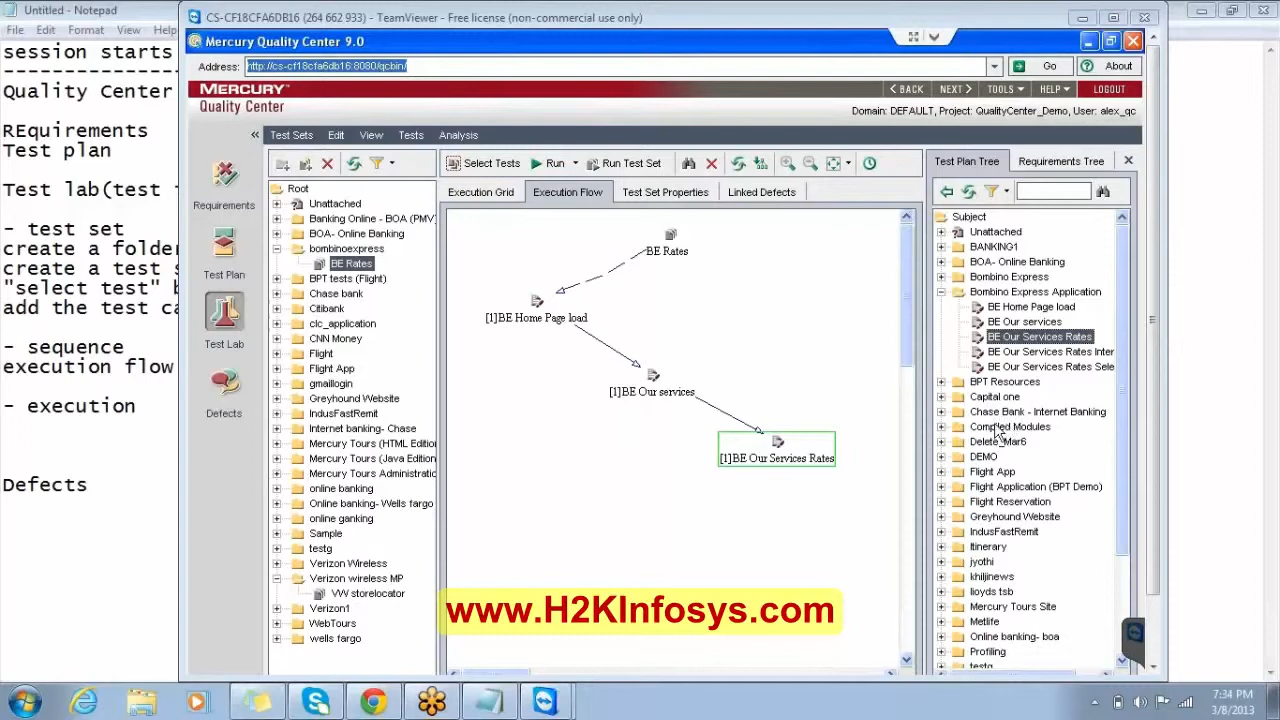 Untitled - Notepad
File Edit Format View
session starts
Quality Center
REquirements
Test plan
Test lab(test
- test set
create a folder
create a test s
"select test" b
add the test ca
- sequence
execution flow
- execution
Defects
CS-CF18CFA6DB16 (264 662 933) - TeamViewer - Free license (non-commercial use only)
Mercury Quality Center 9.0
Address: http://cs-cf18cfa6db16:8080/qcbin/ Go About
MERCURY™ BACK NEXT TOOLS HELP LOGOUT
Quality Center
Domain: DEFAULT, Project: QualityCenter_Demo, User: alex_qc
Test Sets Edit View Tests Analysis
Requirements
Test Plan
Test Lab
Defects
Root
Unattached
Banking Online - BOA (PMV
BOA- Online Banking
bombinoexpress
BE Rates
BPT tests (Flight)
Chase bank
Citibank
clc_application
CNN Money
Flight
Flight App
gmaillogin
Greyhound Website
IndusFastRemit
Internet banking- Chase
Mercury Tours (HTML Edition
Mercury Tours (Java Edition
Mercury Tours Administratio
online banking
Online banking- Wells fargo
online ganking
Sample
testg
Verizon Wireless
Verizon wireless MP
VW storelocator
Verizon1
WebTours
wells fargo
Select Tests Run Run Test Set
Execution Grid Execution Flow Test Set Properties Linked Defects
BE Rates
[1]BE Home Page load
[1]BE Our services
[1]BE Our Services Rates
www.H2KInfosys.com
Test Plan Tree Requirements Tree
Subject
Unattached
BANKING1
BOA- Online Banking
Bombino Express
Bombino Express Application
BE Home Page load
BE Our services
BE Our Services Rates
BE Our Services Rates Inter
BE Our Services Rates Sele
BPT Resources
Capital one
Chase Bank - Internet Banking
Compiled Modules
Delete_Mar6
DEMO
Flight App
Flight Application (BPT Demo)
Flight Reservation
Greyhound Website
IndusFastRemit
Itinerary
jyothi
khiljinews
lloyds tsb
Mercury Tours Site
Metlife
Online banking- boa
Profiling
testg
7:34 PM
3/8/2013